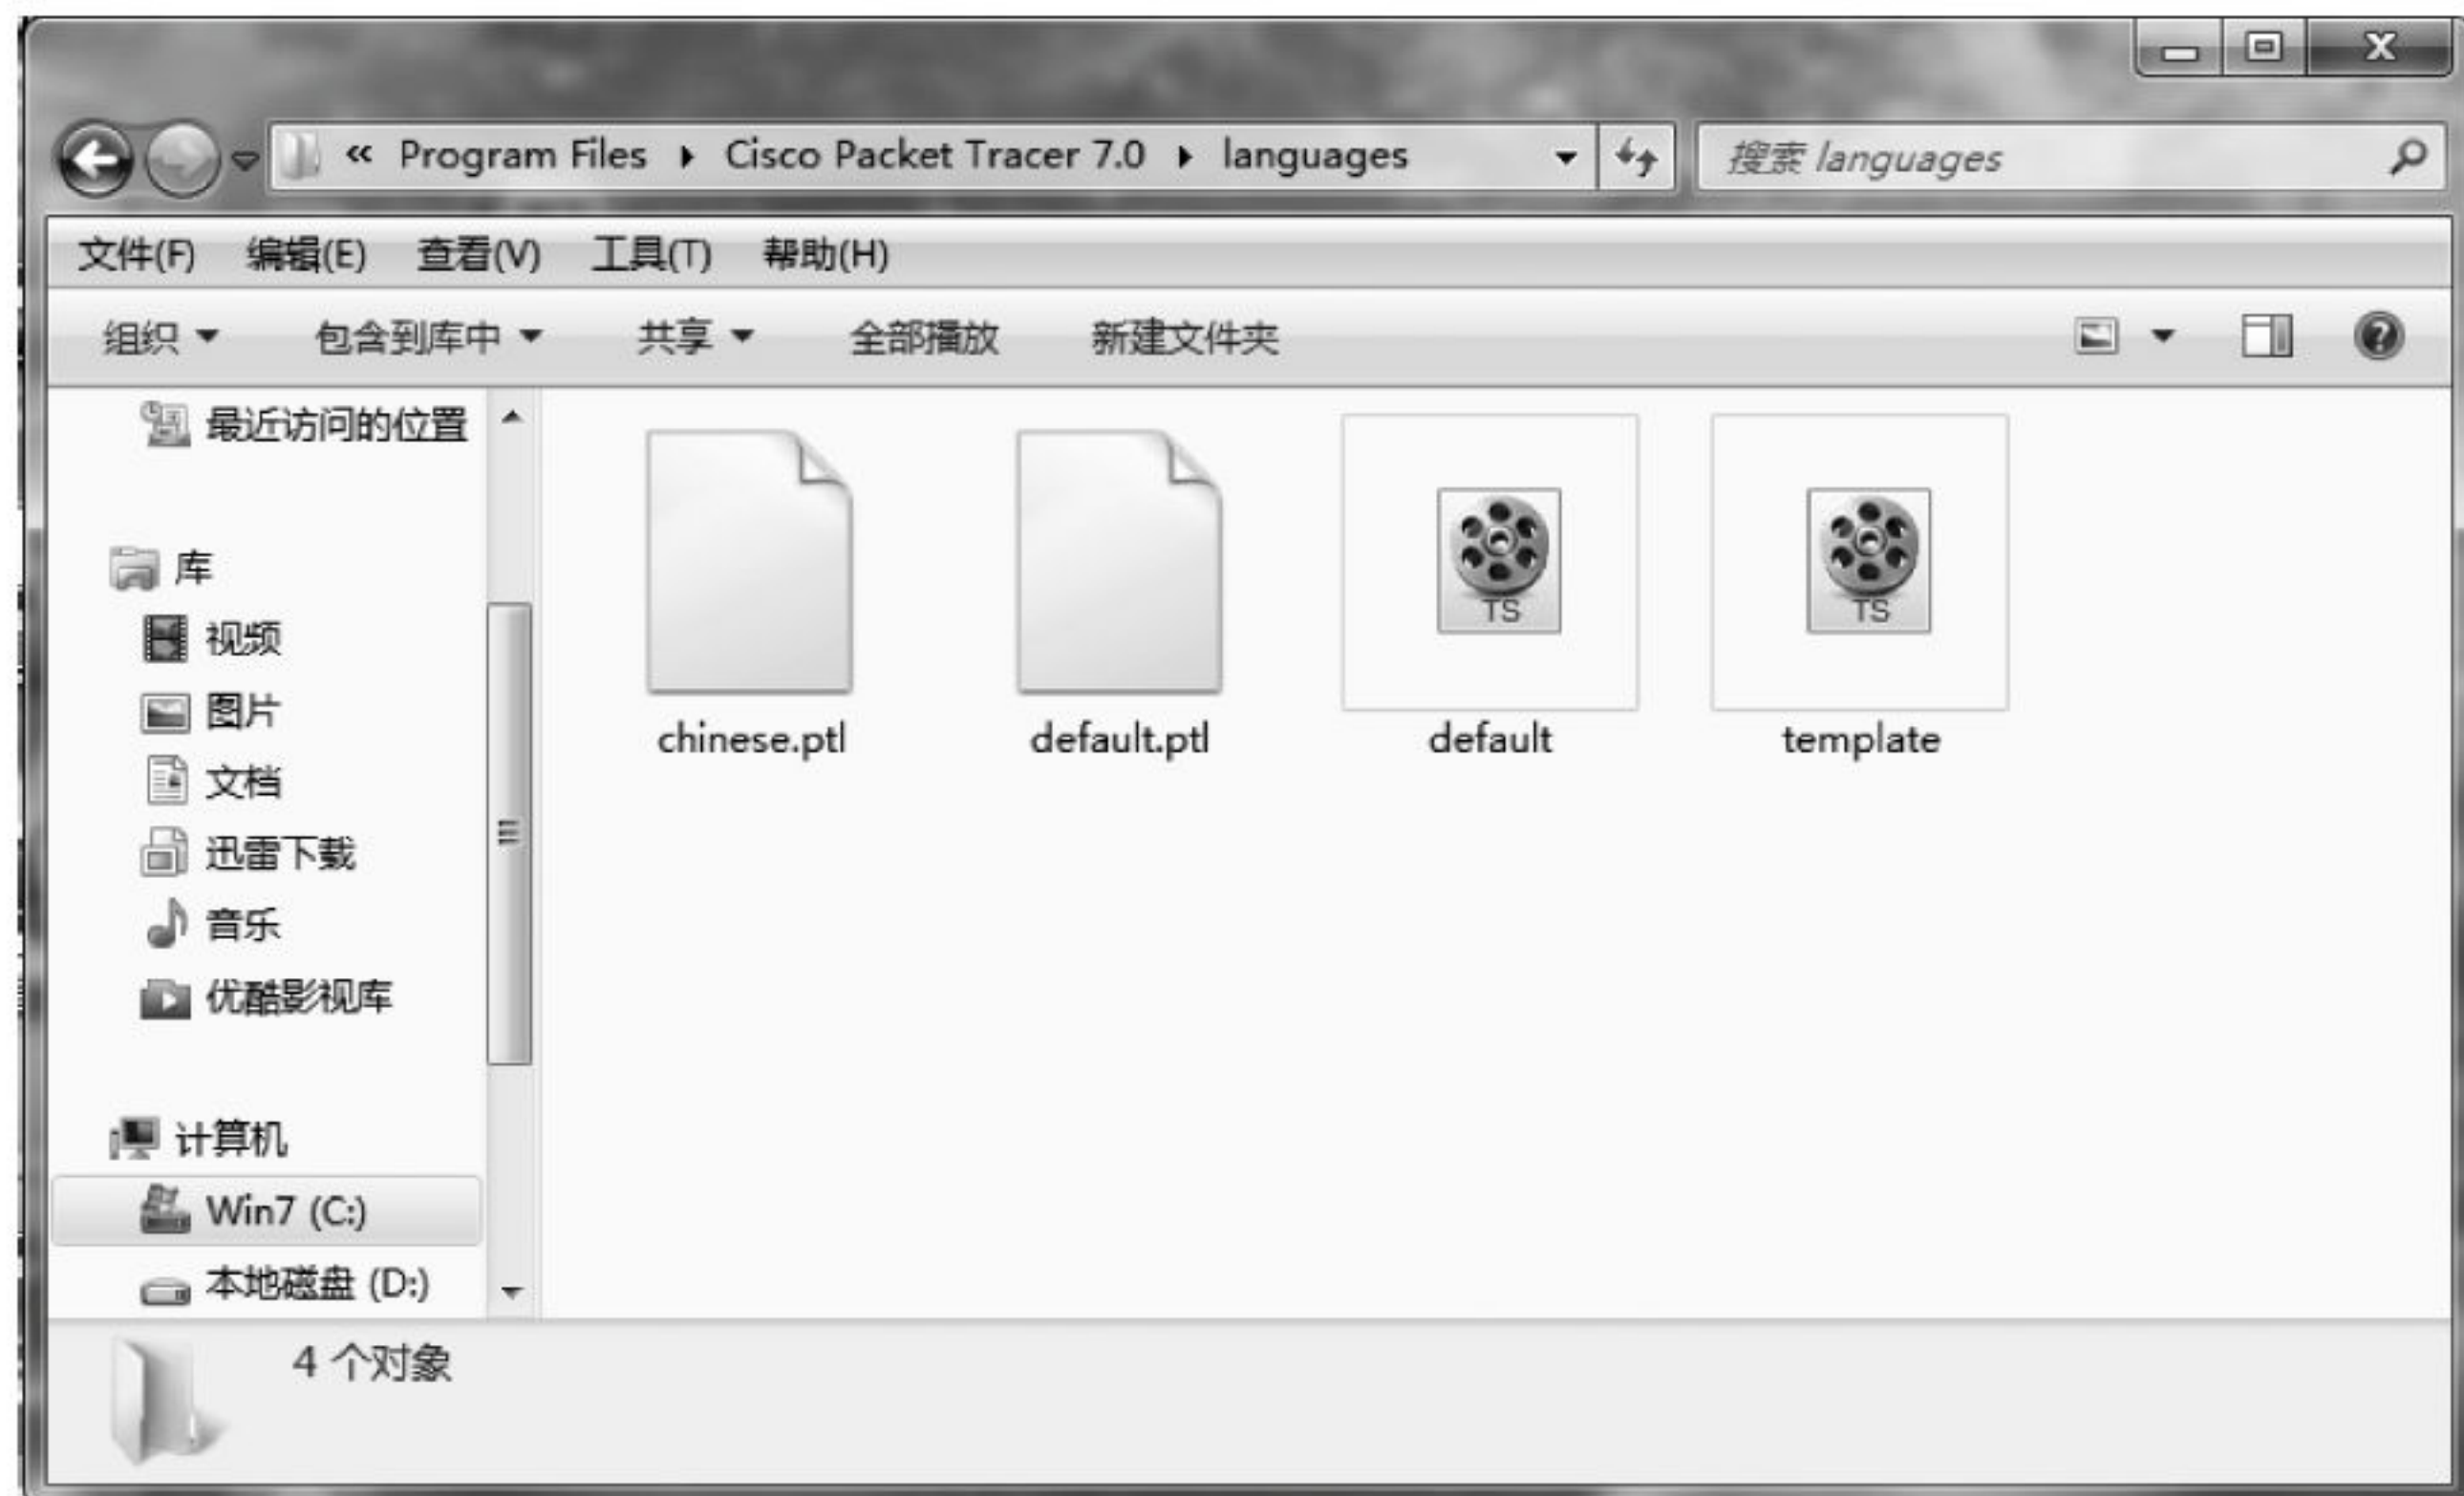 « Program Files ▸ Cisco Packet Tracer 7.0 ▸ languages
搜索 languages
文件(F) 编辑(E) 查看(V) 工具(T) 帮助(H)
组织 包含到库中 共享 全部播放 新建文件夹
最近访问的位置
库
视频
图片
文档
迅雷下载
音乐
优酷影视库
计算机
Win7 (C:)
本地磁盘 (D:)
TS
TS
chinese.ptl
default.ptl
default
template
4 个对象